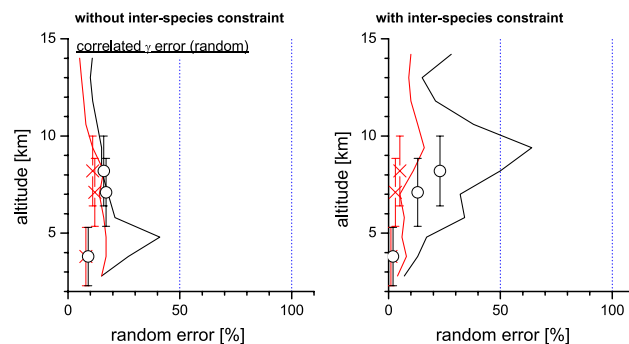 without inter-species constraint
with inter-species constraint
correlated γ error (random)
15
10
5
0
50
100
altitude [km]
random error [%]
15
10
5
0
50
100
altitude [km]
random error [%]